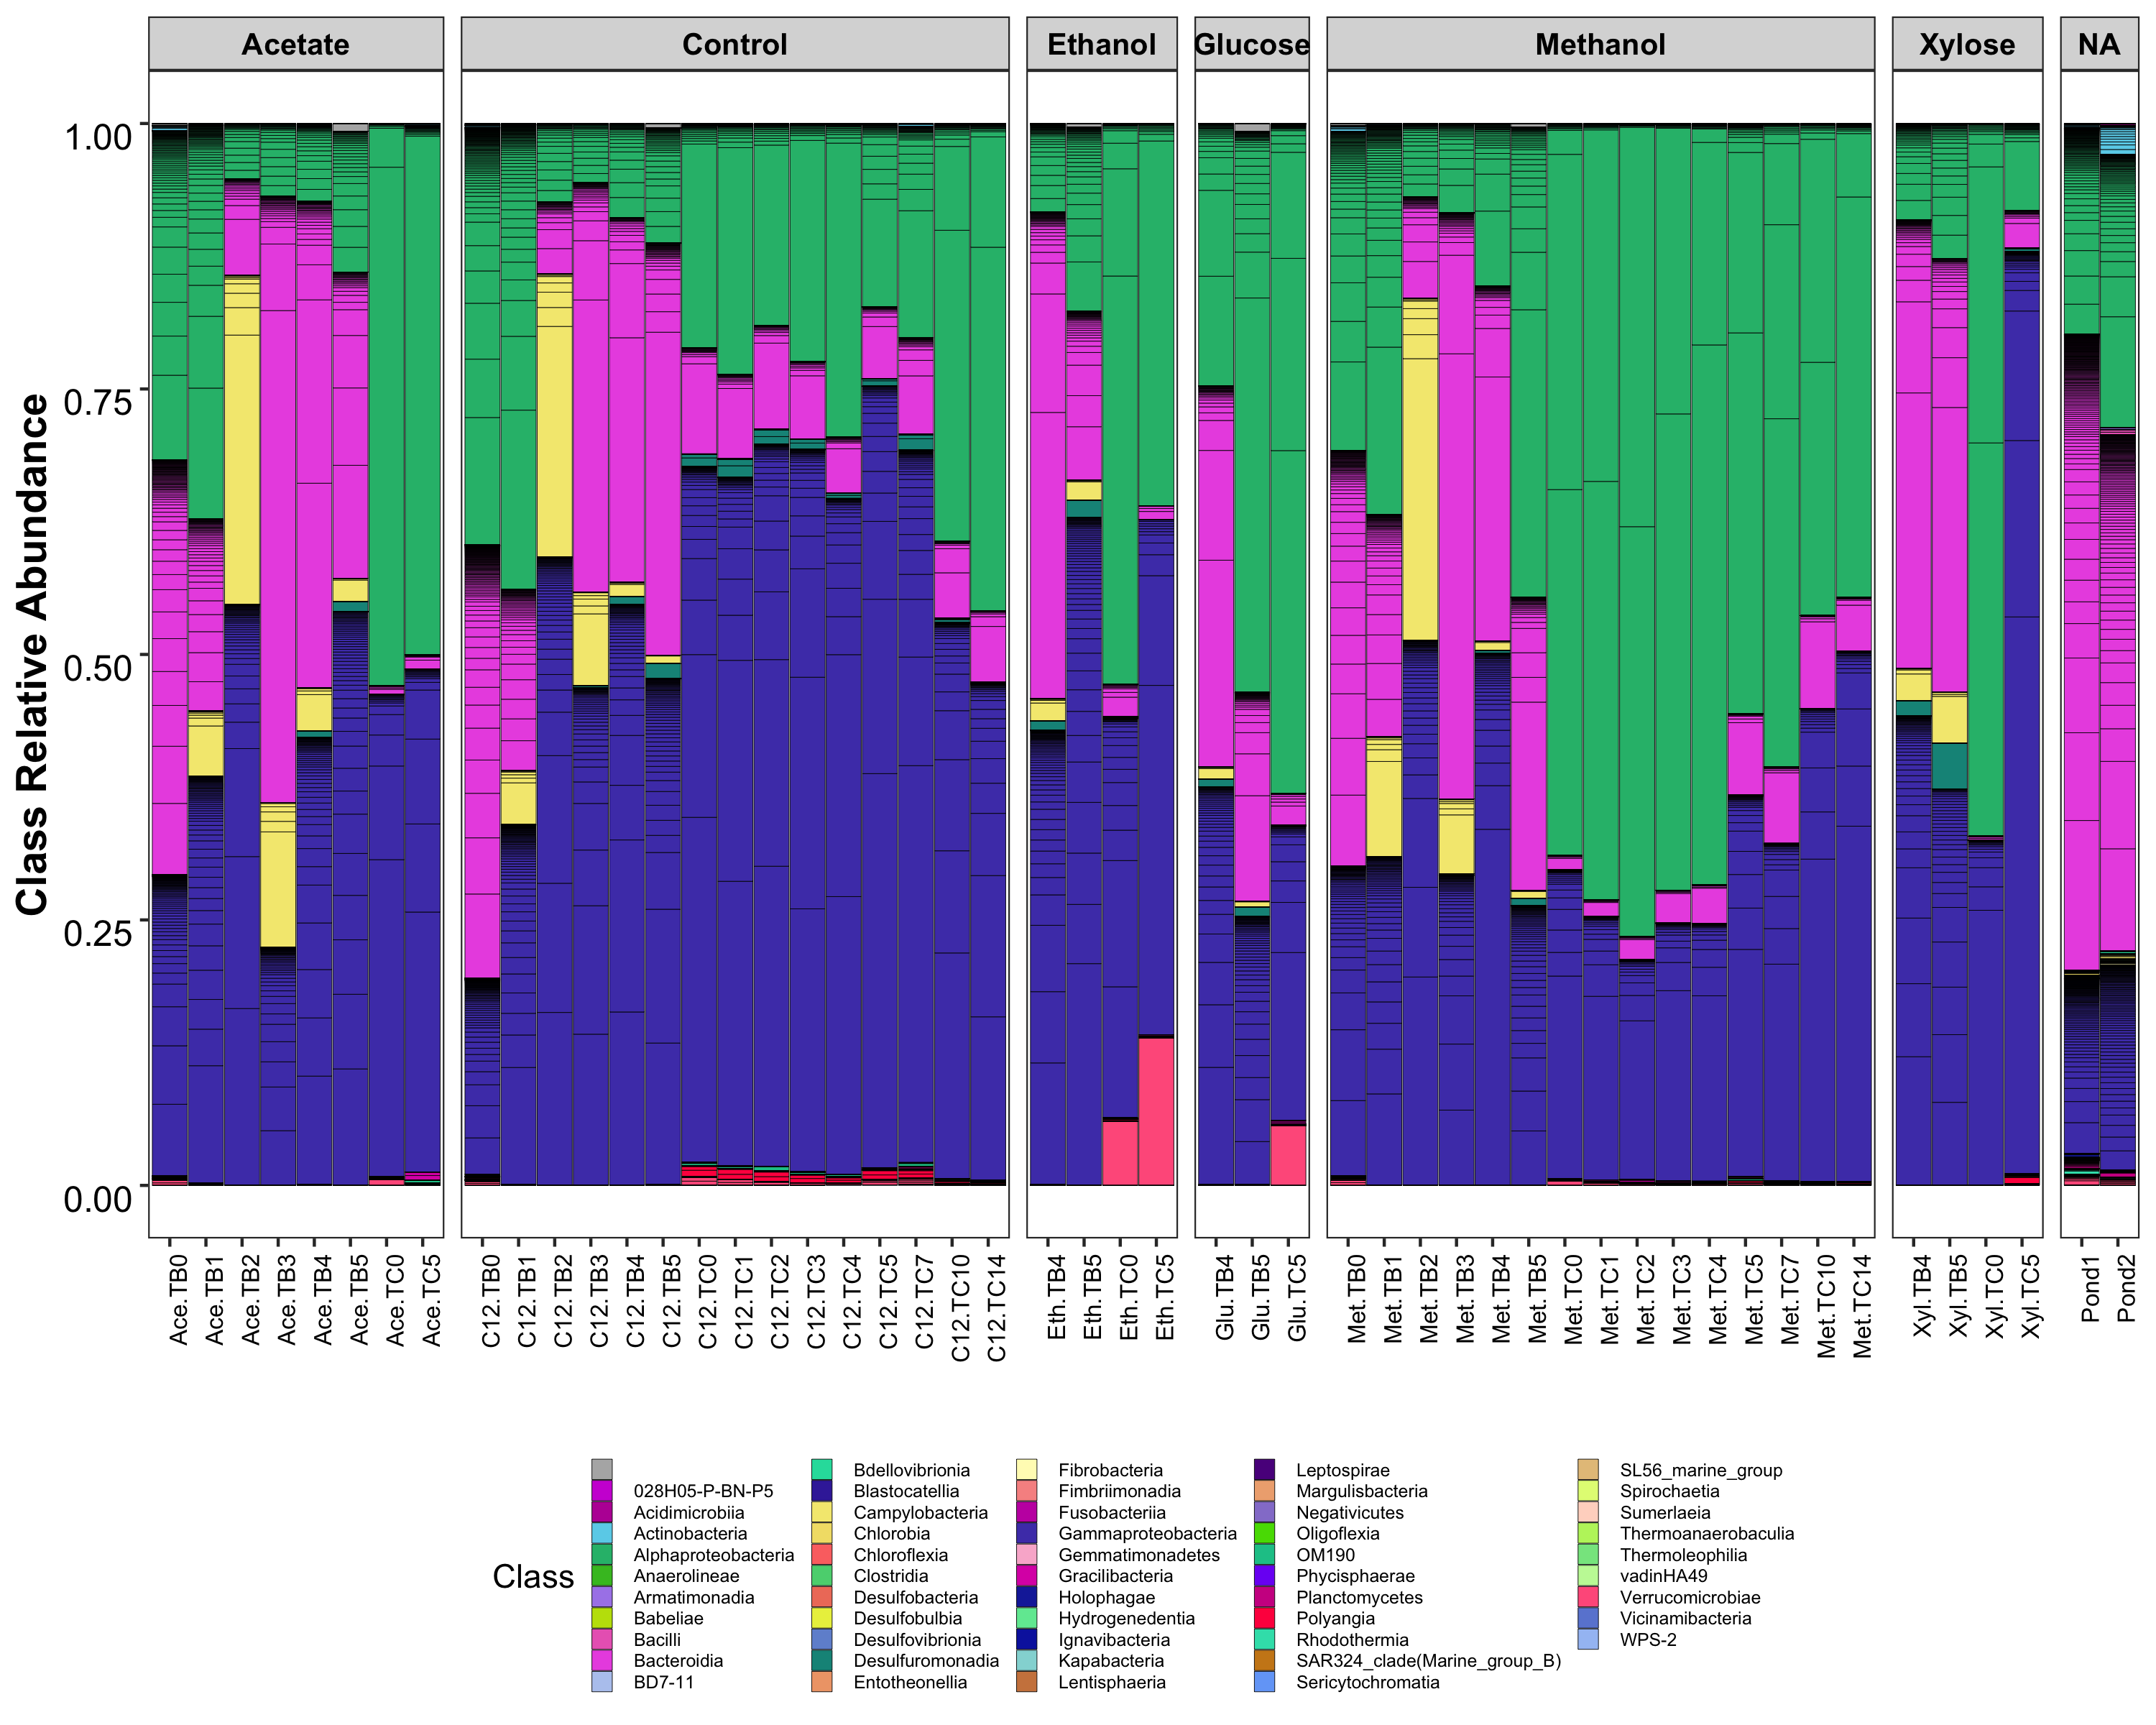 Acetate Control Ethanol Glucose Methanol Xylose NA
Class Relative Abundance
1.00
0.75
0.50
0.25
0.00
Ace.TB0 Ace.TB1 Ace.TB2 Ace.TB3 Ace.TB4 Ace.TB5 Ace.TC0 Ace.TC5 C12.TB0 C12.TB1 C12.TB2 C12.TB3 C12.TB4 C12.TB5 C12.TC0 C12.TC1 C12.TC2 C12.TC3 C12.TC4 C12.TC5 C12.TC7 C12.TC10 C12.TC14 Eth.TB4 Eth.TB5 Eth.TC0 Eth.TC5 Glu.TB4 Glu.TB5 Glu.TC5 Met.TB0 Met.TB1 Met.TB2 Met.TB3 Met.TB4 Met.TB5 Met.TC0 Met.TC1 Met.TC2 Met.TC3 Met.TC4 Met.TC5 Met.TC7 Met.TC10 Met.TC14 Xyl.TB4 Xyl.TB5 Xyl.TC0 Xyl.TC5 Pond1 Pond2
Class
028H05-P-BN-P5
Acidimicrobiia
Actinobacteria
Alphaproteobacteria
Anaerolineae
Armatimonadia
Babeliae
Bacilli
Bacteroidia
BD7-11
Bdellovibrionia
Blastocatellia
Campylobacteria
Chlorobia
Chloroflexia
Clostridia
Desulfobacteria
Desulfobulbia
Desulfovibrionia
Desulfuromonadia
Entotheonellia
Fibrobacteria
Fimbriimonadia
Fusobacteriia
Gammaproteobacteria
Gemmatimonadetes
Gracilibacteria
Holophagae
Hydrogenedentia
Ignavibacteria
Kapabacteria
Lentisphaeria
Leptospirae
Margulisbacteria
Negativicutes
Oligoflexia
OM190
Phycisphaerae
Planctomycetes
Polyangia
Rhodothermia
SAR324_clade(Marine_group_B)
Sericytochromatia
SL56_marine_group
Spirochaetia
Sumerlaeia
Thermoanaerobaculia
Thermoleophilia
vadinHA49
Verrucomicrobiae
Vicinamibacteria
WPS-2